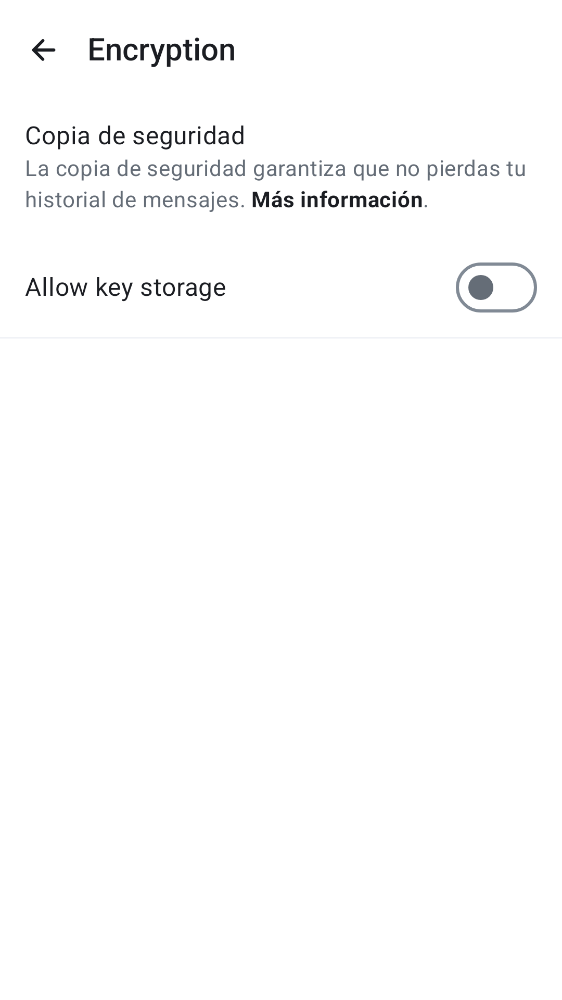 Encryption
Copia de seguridad
La copia de seguridad garantiza que no pierdas tu
historial de mensajes. Más información.
Allow key storage